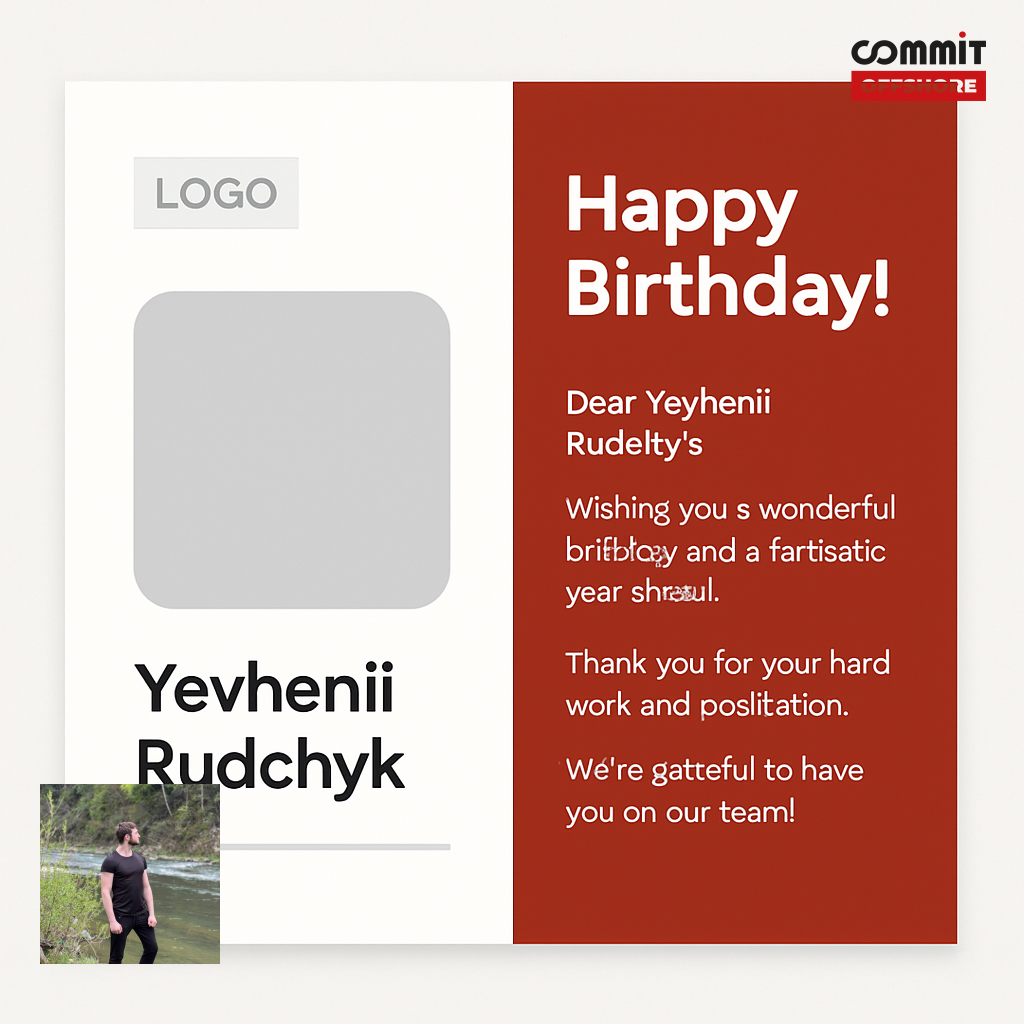 COMMIT
OFFSHORE
LOGO
Yevhenii
Rudchyk
Happy
Birthday!
Dear Yeyhenii
Rudelty's
Wishing you s wonderful
and a fartisatic
year
Thank you for your hard
work and poslitation.
We're gatteful to have
you on our team!